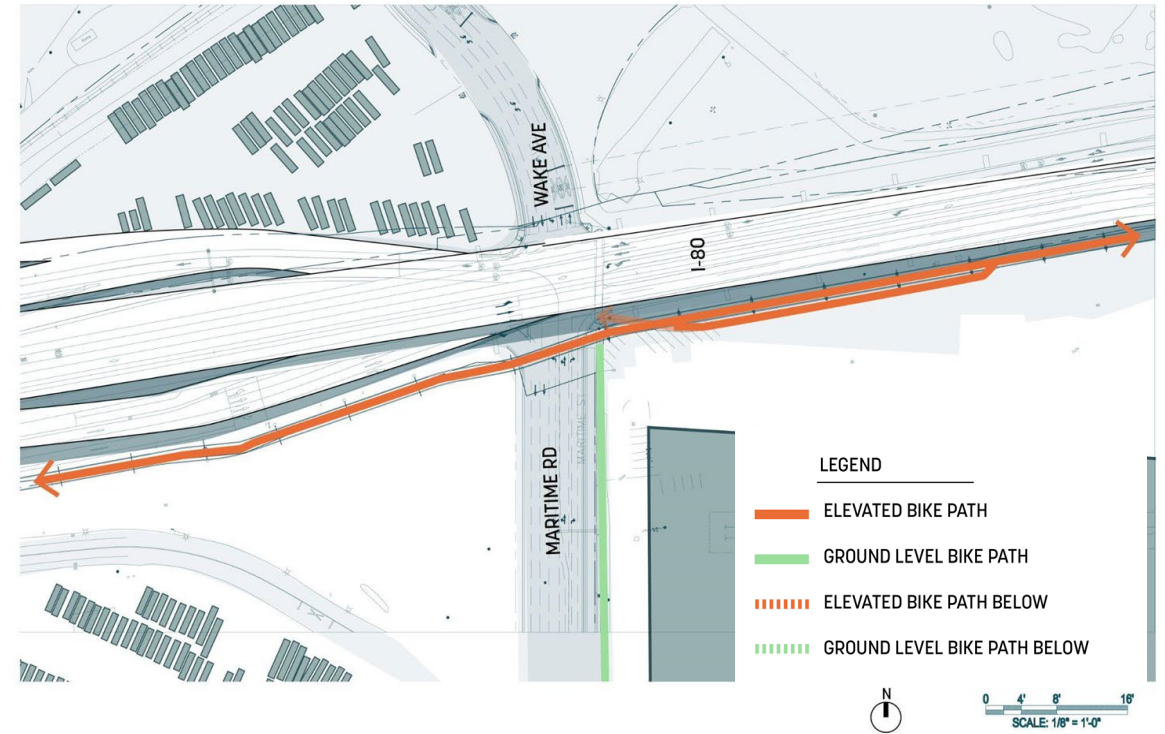 WAKE AVE
I-80
MARITIME ST
MARITIME RD
LEGEND
ELEVATED BIKE PATH
GROUND LEVEL BIKE PATH
ELEVATED BIKE PATH BELOW
GROUND LEVEL BIKE PATH BELOW
N
0 4' 8' 16'
SCALE: 1/8" = 1'-0"